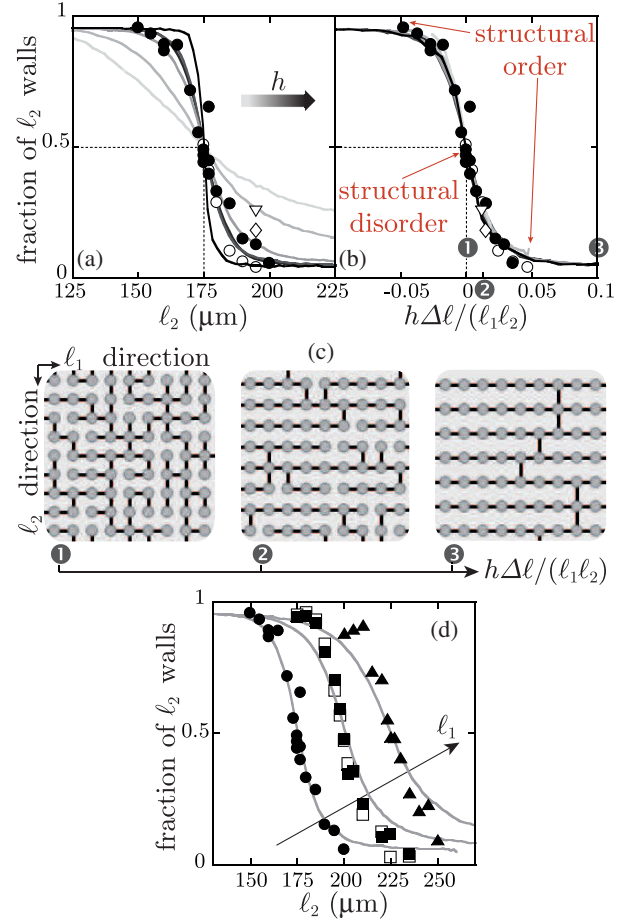 1
0.5
0
fraction of ℓ₂ walls
h
(a)
125 150 175 200 225
ℓ₂ (μm)
structural
order
structural
disorder
(b)
1
2
3
-0.05 0 0.05 0.1
hΔℓ/(ℓ₁ℓ₂)
(c)
ℓ₁ direction
ℓ₂ direction
1 2 3
hΔℓ/(ℓ₁ℓ₂)
1
0.5
0
fraction of ℓ₂ walls
(d)
ℓ₁
150 175 200 225 250
ℓ₂ (μm)